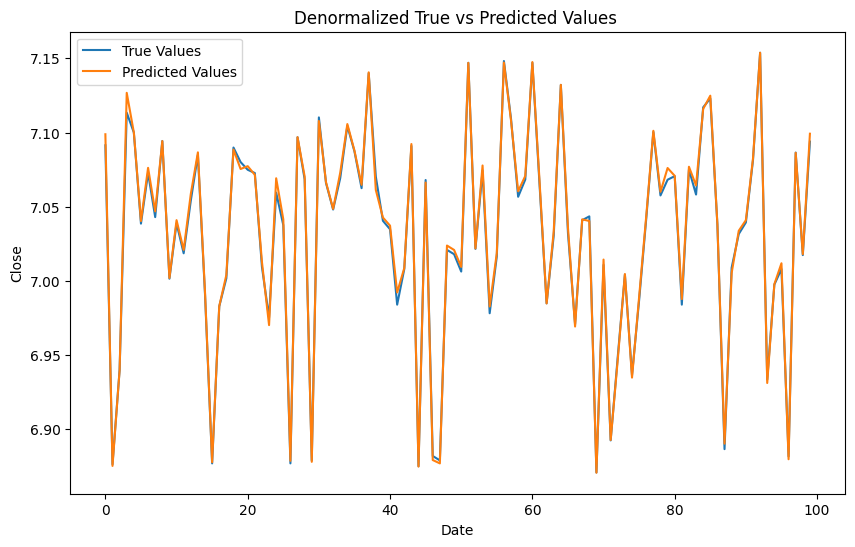 Denormalized True vs Predicted Values
True Values
Predicted Values
7.15
7.10
7.05
7.00
6.95
6.90
Close
0
20
40
60
80
100
Date